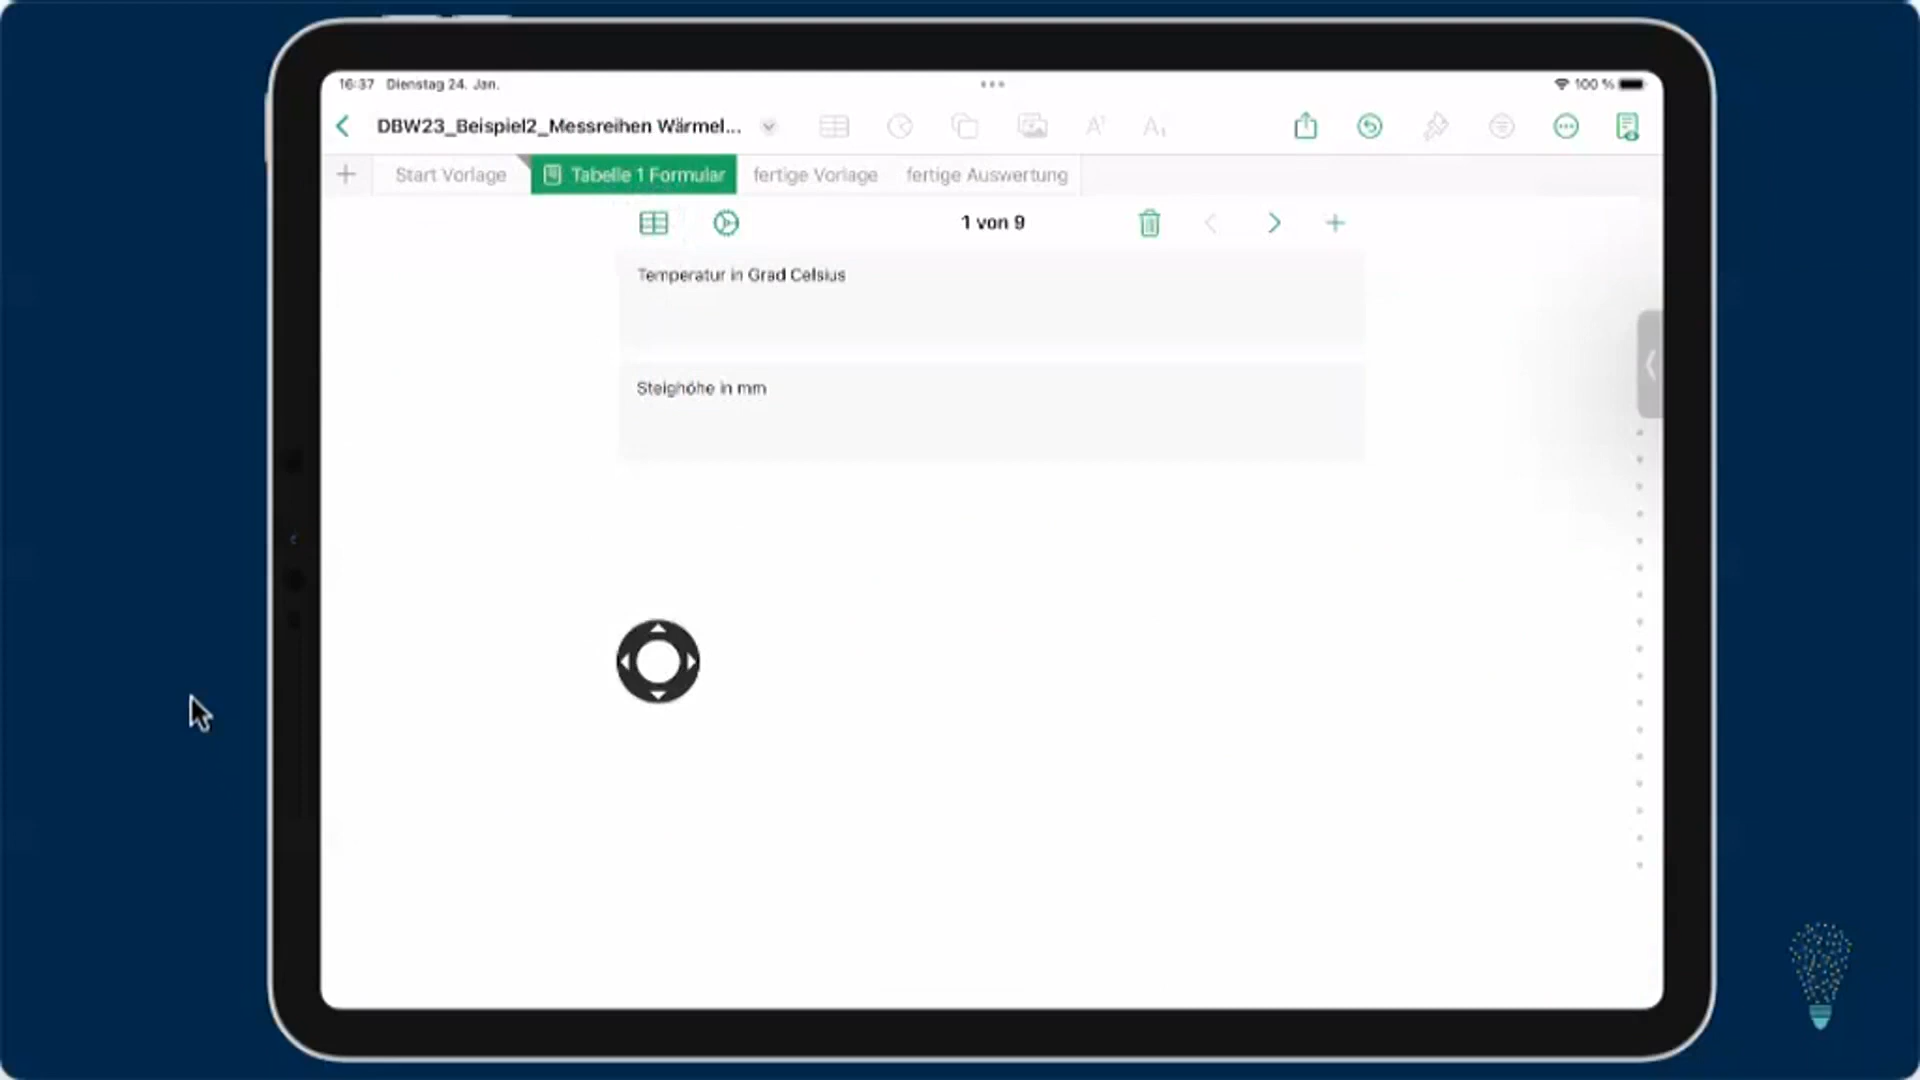 16:37 Dienstag 24. Jan.
100 %
DBW23_Beispiel2_Messreihen Wärmel...
Start Vorlage
Tabelle 1 Formular
fertige Vorlage
fertige Auswertung
1 von 9
Temperatur in Grad Celsius
Steighöhe in mm